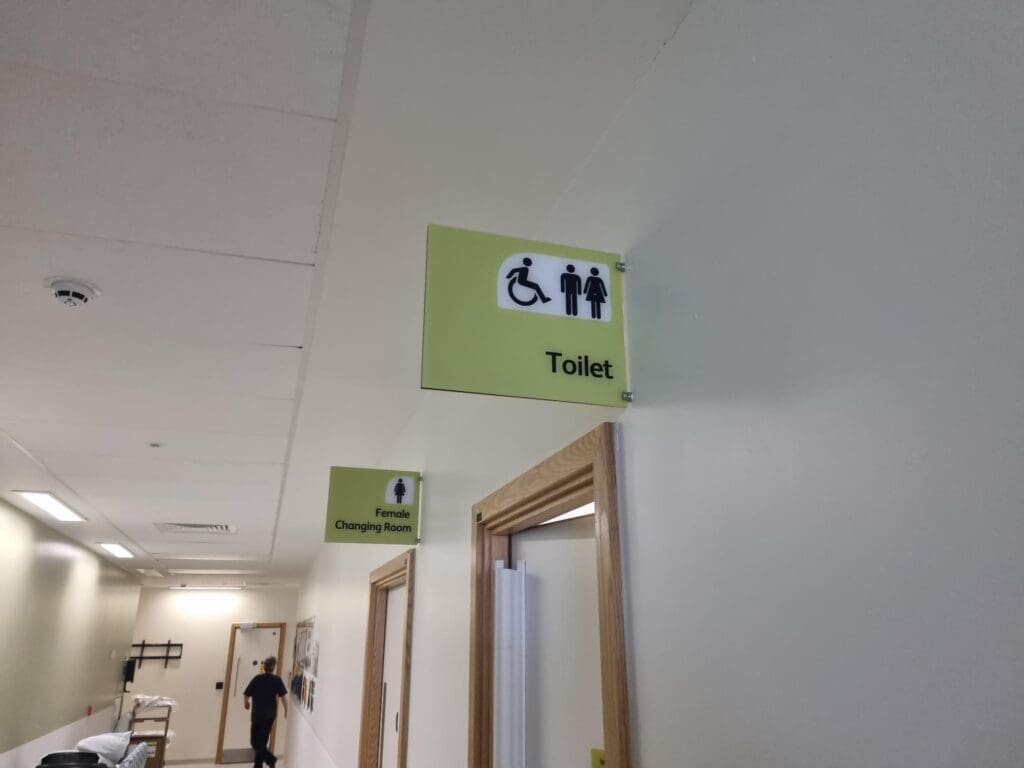 Toilet
Female
Changing Room